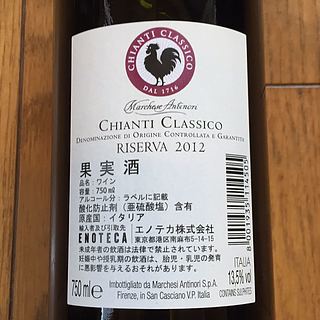 CHIANTI CLASSICO
DAL 1716
Marchese Antinori
CHIANTI CLASSICO
DENOMINAZIONE DI ORIGINE CONTROLLATA E GARANTITA
RISERVA 2012
果実酒
品名：ワイン
容量：750㎖
アルコール分：ラベルに記載
酸化防止剤（亜硫酸塩）含有
原産国：イタリア
輸入者及び引取先
ENOTECA
エノテカ株式会社
東京都港区南麻布5-14-15
未成年者の飲酒は法律で禁止されています。
妊娠中や授乳期の飲酒は、胎児・乳児の発育
に悪影響を与えるおそれがあります。
750 ml e
Imbottigliato da Marchesi Antinori S.p.A.
Firenze, in San Casciano V.P. Italia
ITALIA
13.5% vol
CONTAINS SULPHITES